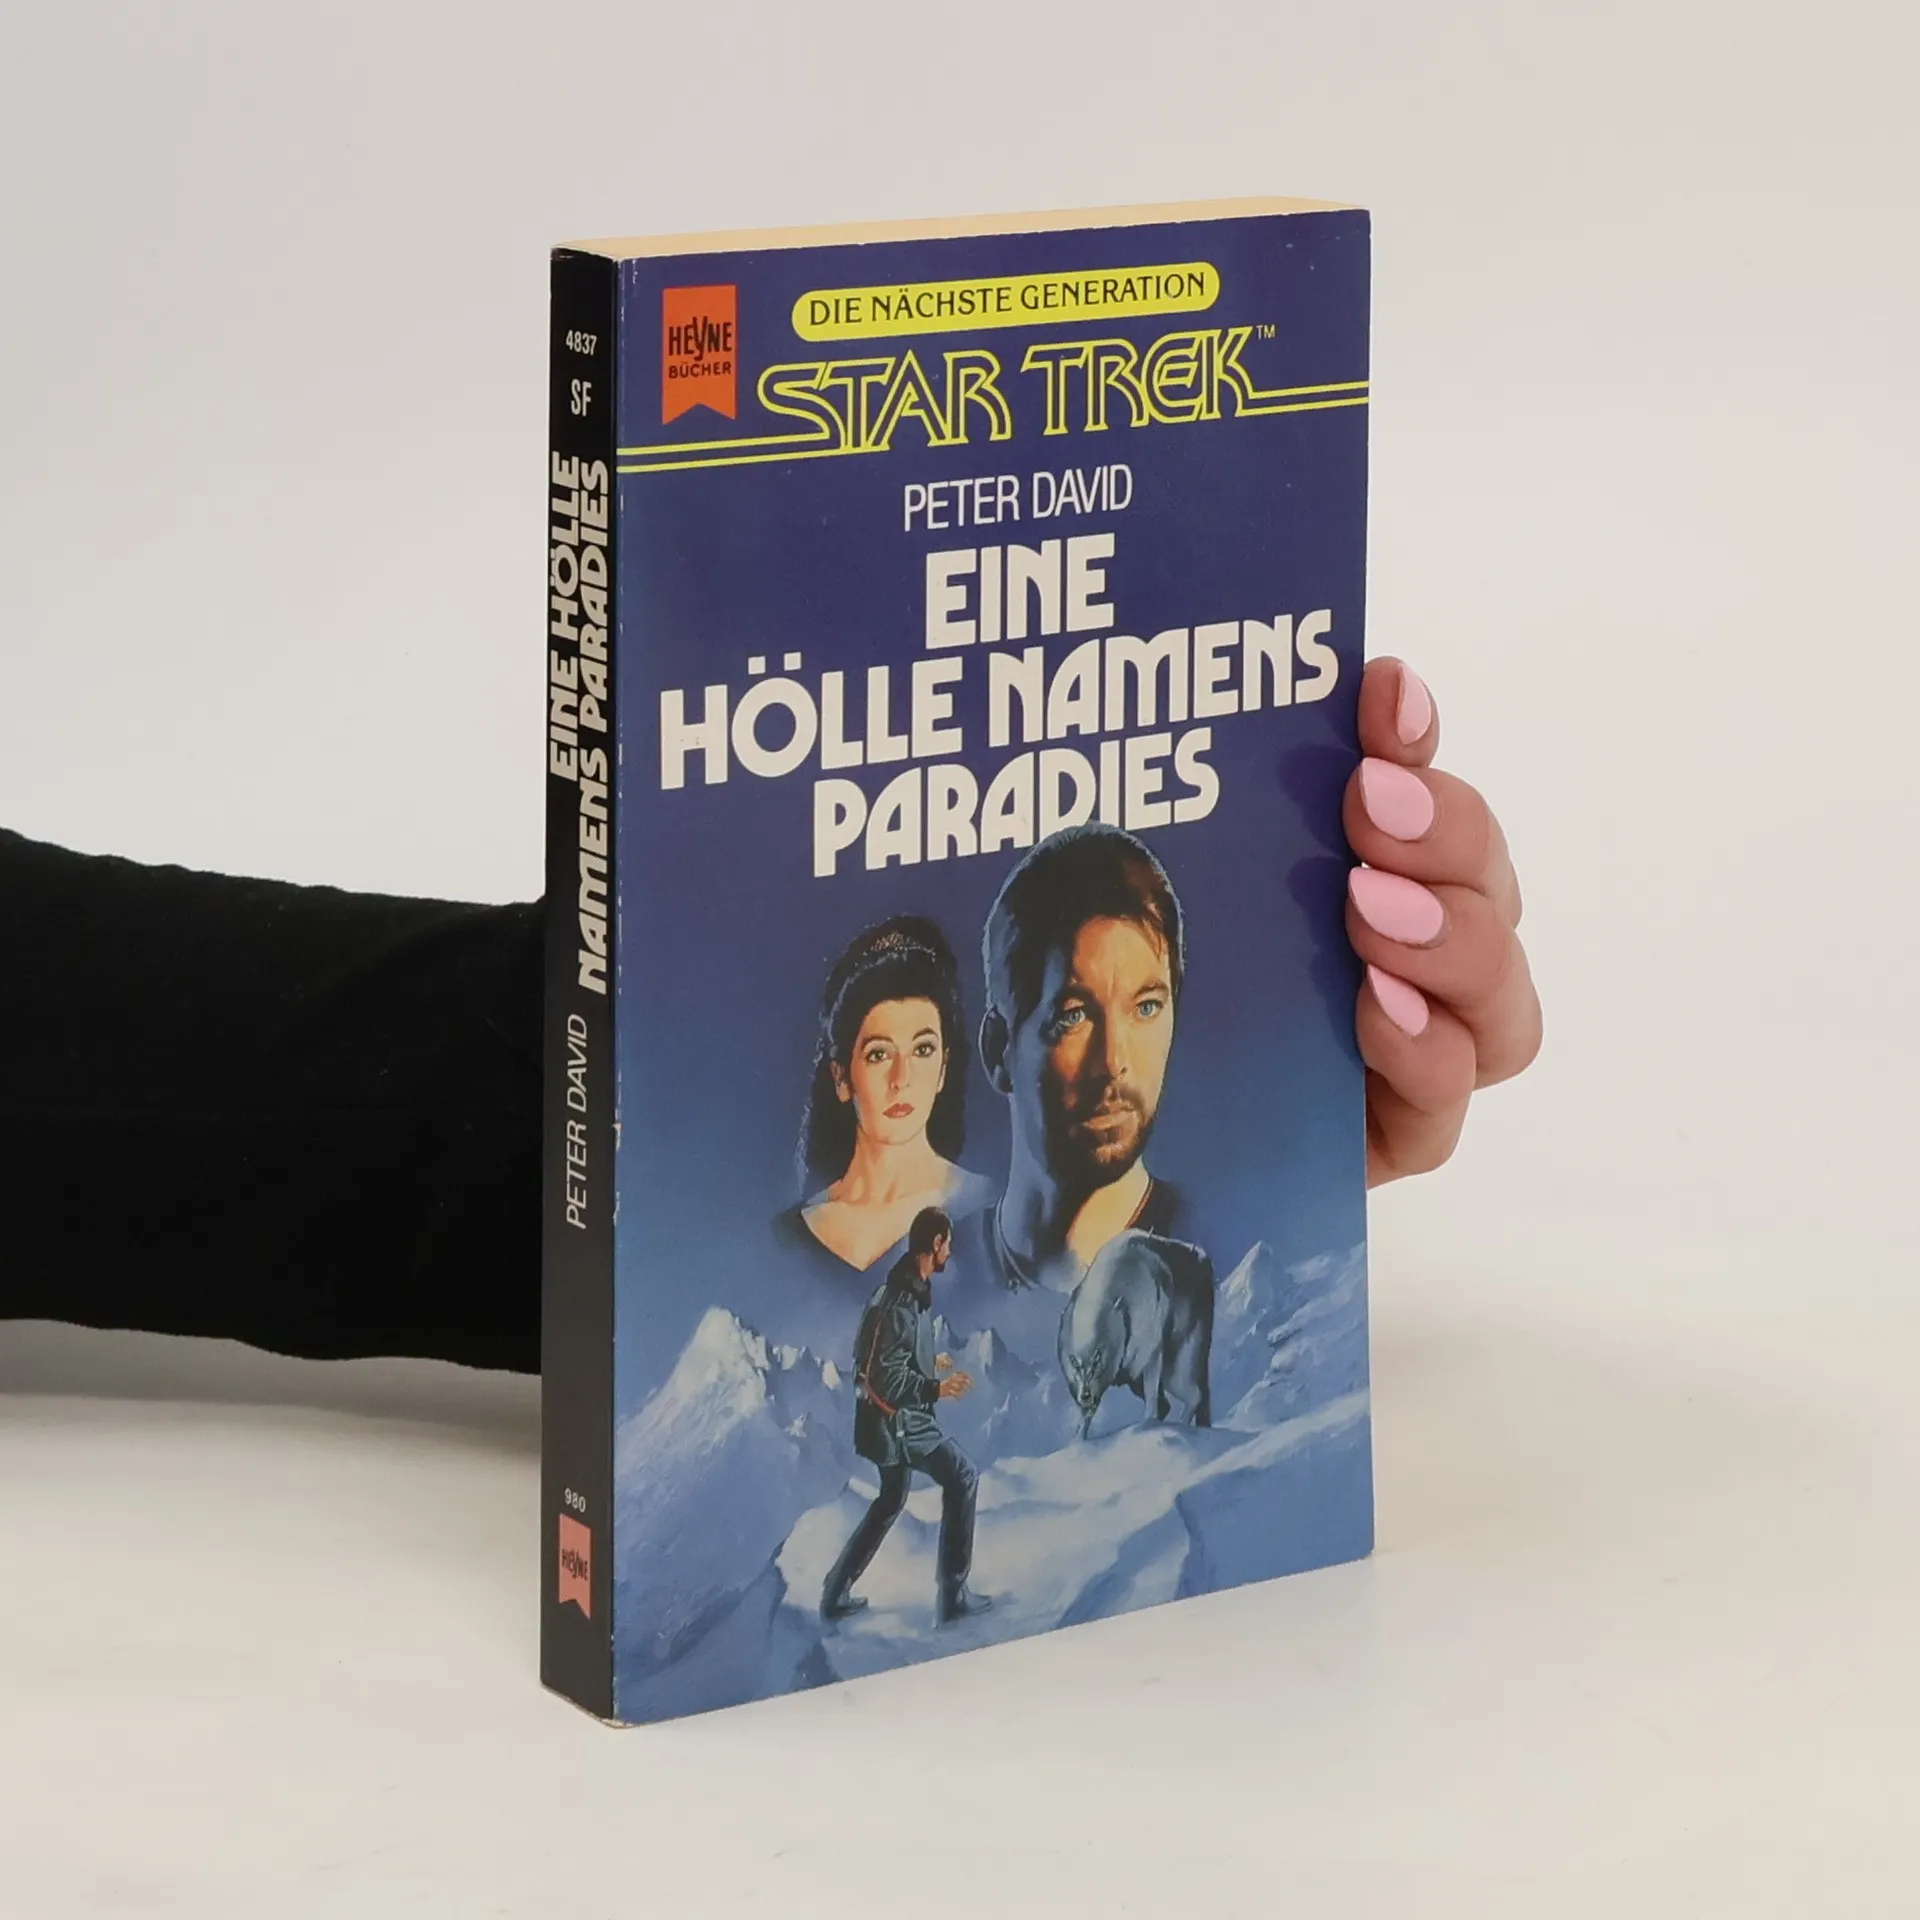 4837
SF
EINE HÖLLE
NAMENS PARADIES
PETER DAVID
980
HEYNE
HEYNE
BÜCHER
DIE NÄCHSTE GENERATION
STAR TREK™
PETER DAVID
EINE
HÖLLE NAMENS
PARADIES